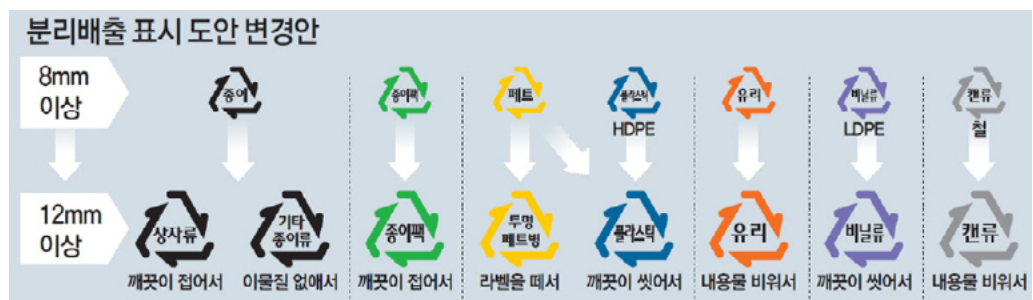 분리배출 표시 도안 변경안
8mm
이상
종이
종이팩
페트
플라스틱
HDPE
유리
비닐류
LDPE
캔류
철
12mm
이상
상자류
깨끗이 접어서
기타
종이류
이물질 없애서
종이팩
깨끗이 접어서
투명
페트병
라벨을 떼서
플라스틱
깨끗이 씻어서
유리
내용물 비워서
비닐류
깨끗이 씻어서
캔류
내용물 비워서